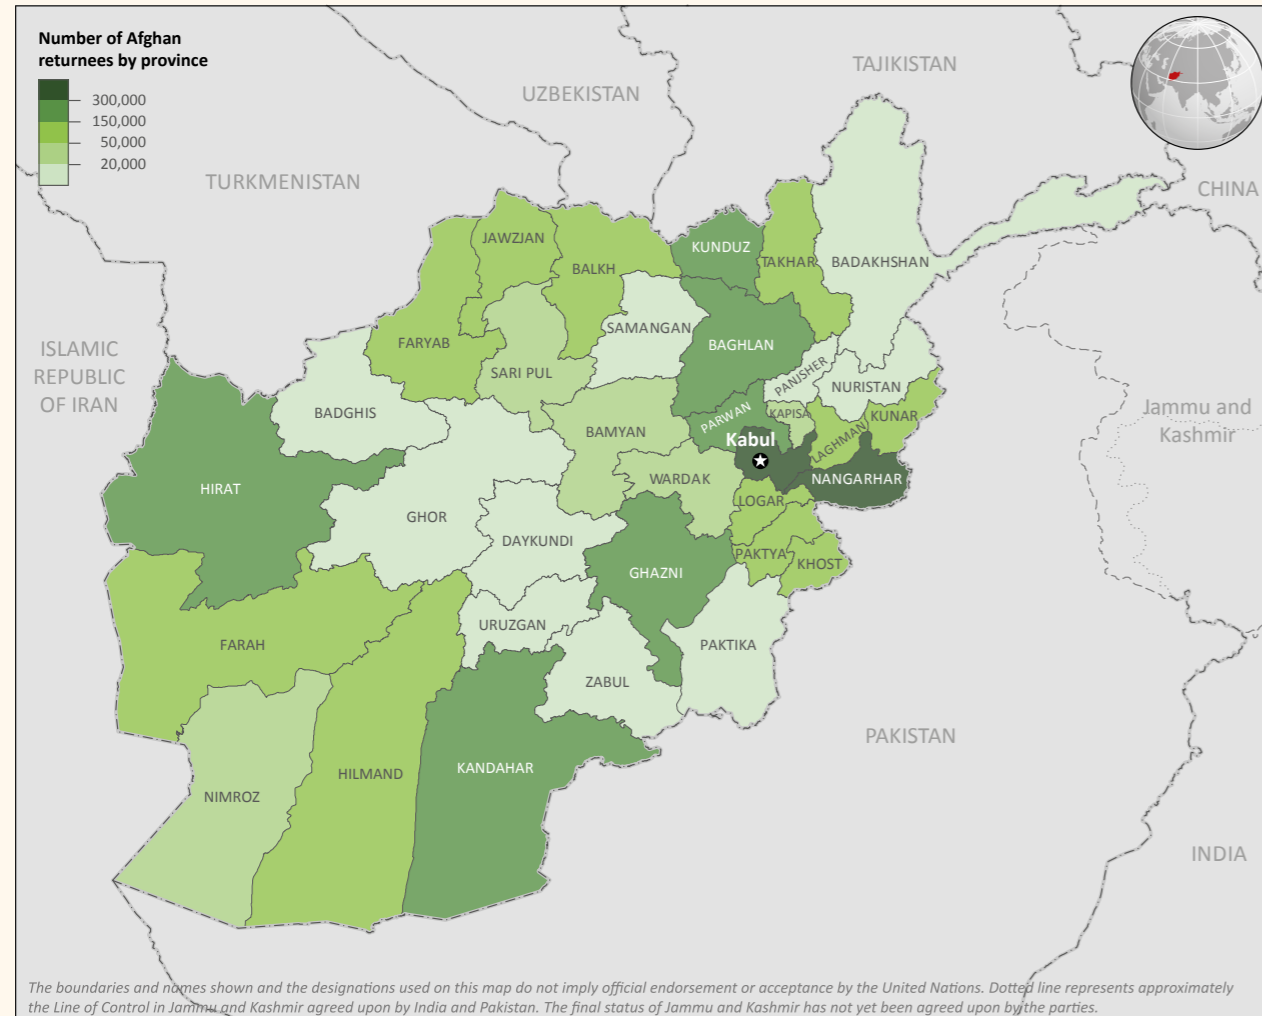 Number of Afghan
returnees by province
300,000
150,000
50,000
20,000
TAJIKISTAN
UZBEKISTAN
TURKMENISTAN
CHINA
JAWZJAN
KUNDUZ
BALKH
TAKHAR
BADAKHSHAN
SAMANGAN
FARYAB
BAGHLAN
ISLAMIC
REPUBLIC
OF IRAN
SARI PUL
PANJSHER
NURISTAN
BADGHIS
PARWAN
KAPISA
KUNAR
Jammu and
Kashmir
BAMYAN
Kabul
LAGHMAN
WARDAK
NANGARHAR
HIRAT
LOGAR
GHOR
DAYKUNDI
PAKTYA
KHOST
GHAZNI
URUZGAN
FARAH
PAKTIKA
ZABUL
PAKISTAN
KANDAHAR
HILMAND
NIMROZ
INDIA
The boundaries and names shown and the designations used on this map do not imply official endorsement or acceptance by the United Nations. Dotted line represents approximately
the Line of Control in Jammu and Kashmir agreed upon by India and Pakistan. The final status of Jammu and Kashmir has not yet been agreed upon by the parties.